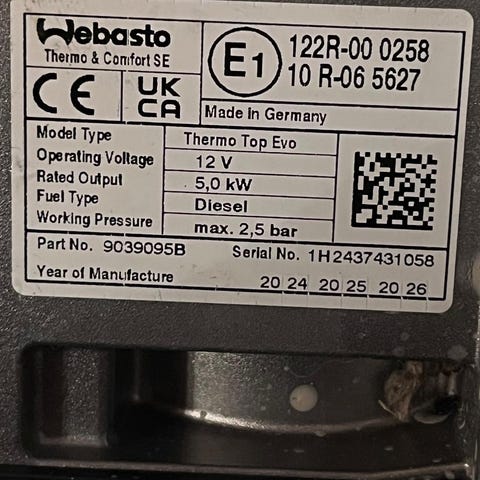 Webasto
Thermo & Comfort SE
CE
UK
CA
E1
122R-00 0258
10 R-06 5627
Made in Germany
Model Type Thermo Top Evo
Operating Voltage 12 V
Rated Output 5,0 kW
Fuel Type Diesel
Working Pressure max. 2,5 bar
Part No. 9039095B Serial No. 1H2437431058
Year of Manufacture 20 24 20 25 20 26